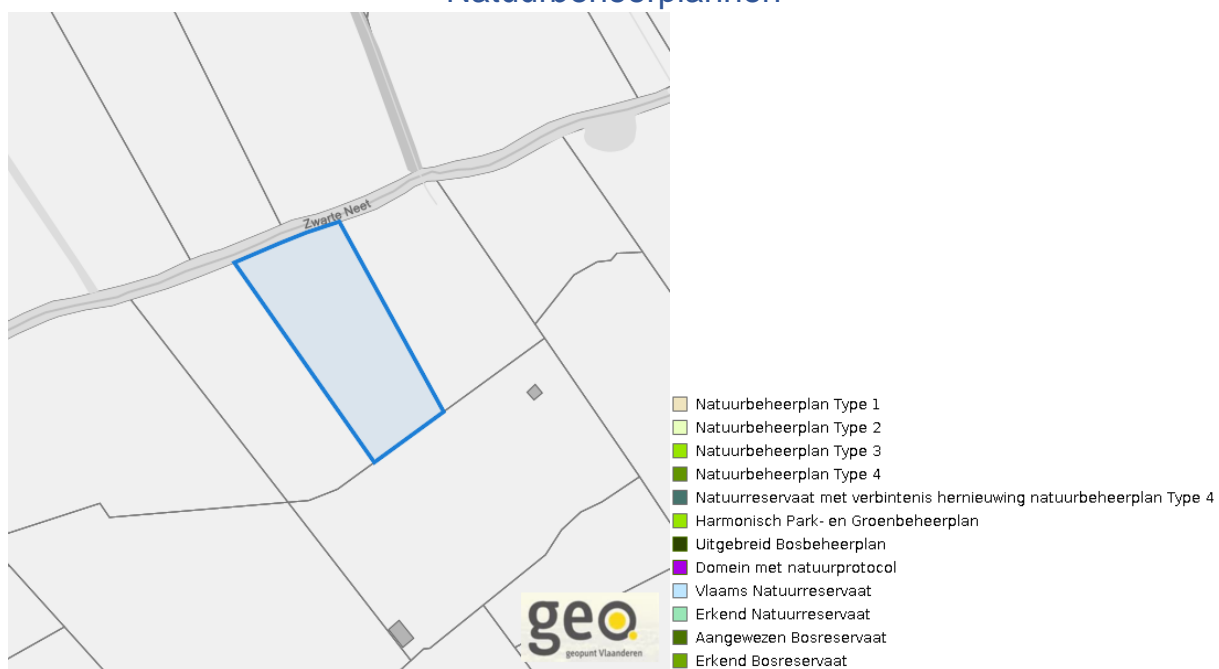 Natuurbeheerplannen
Zwarte Neet
Natuurbeheerplan Type 1
Natuurbeheerplan Type 2
Natuurbeheerplan Type 3
Natuurbeheerplan Type 4
Natuurreservaat met verbintenis hernieuwing natuurbeheerplan Type 4
Harmonisch Park- en Groenbeheerplan
Uitgebreid Bosbeheerplan
Domein met natuurprotocol
Vlaams Natuurreservaat
Erkend Natuurreservaat
Aangewezen Bosreservaat
Erkend Bosreservaat
geo
geopunt Vlaanderen